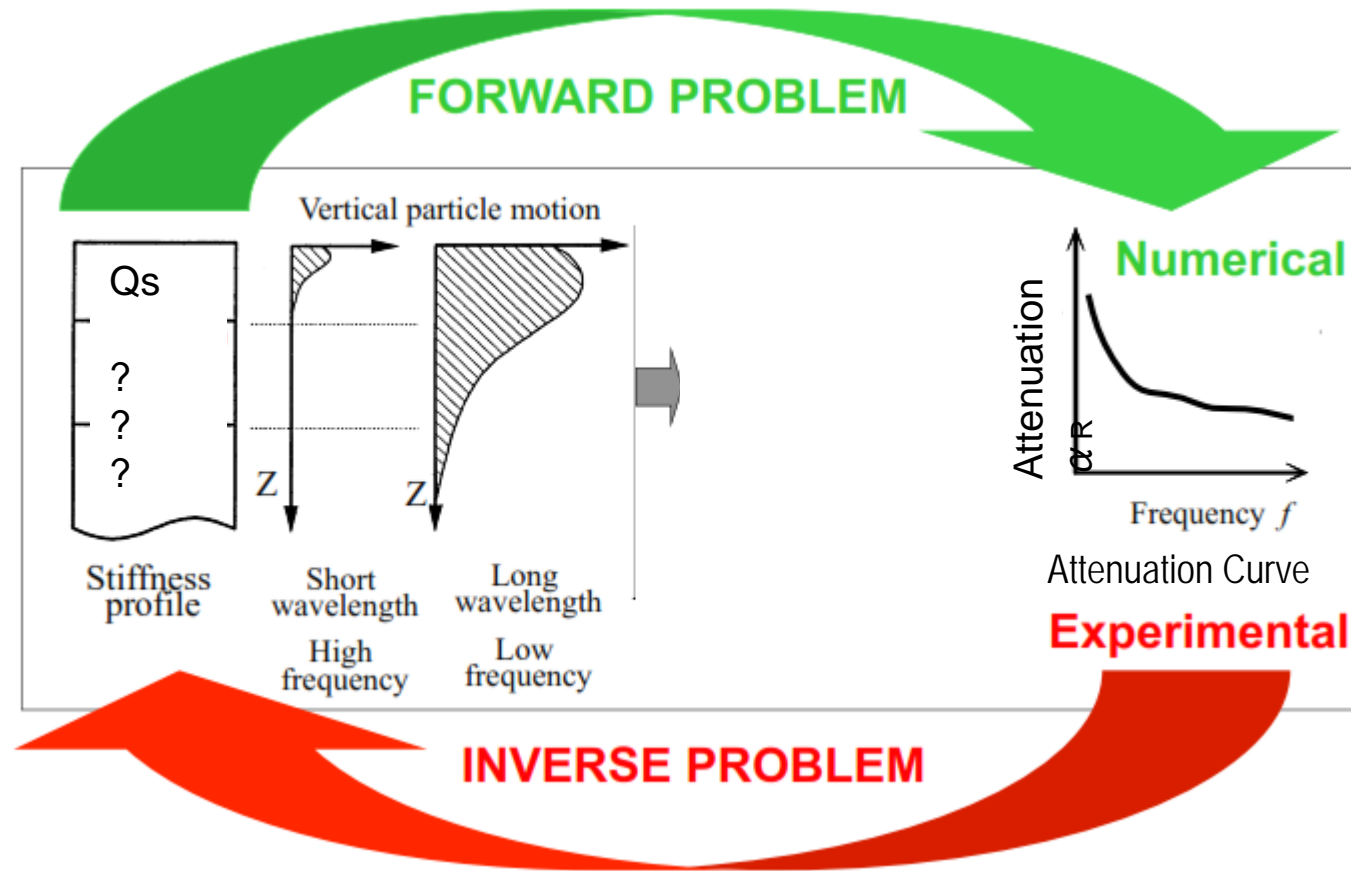 FORWARD PROBLEM
Vertical particle motion
Numerical
Qs
?
?
?
Z
Z
Attenuation
αR
Frequency f
Attenuation Curve
Stiffness
profile
Short
wavelength
High
frequency
Long
wavelength
Low
frequency
Experimental
INVERSE PROBLEM